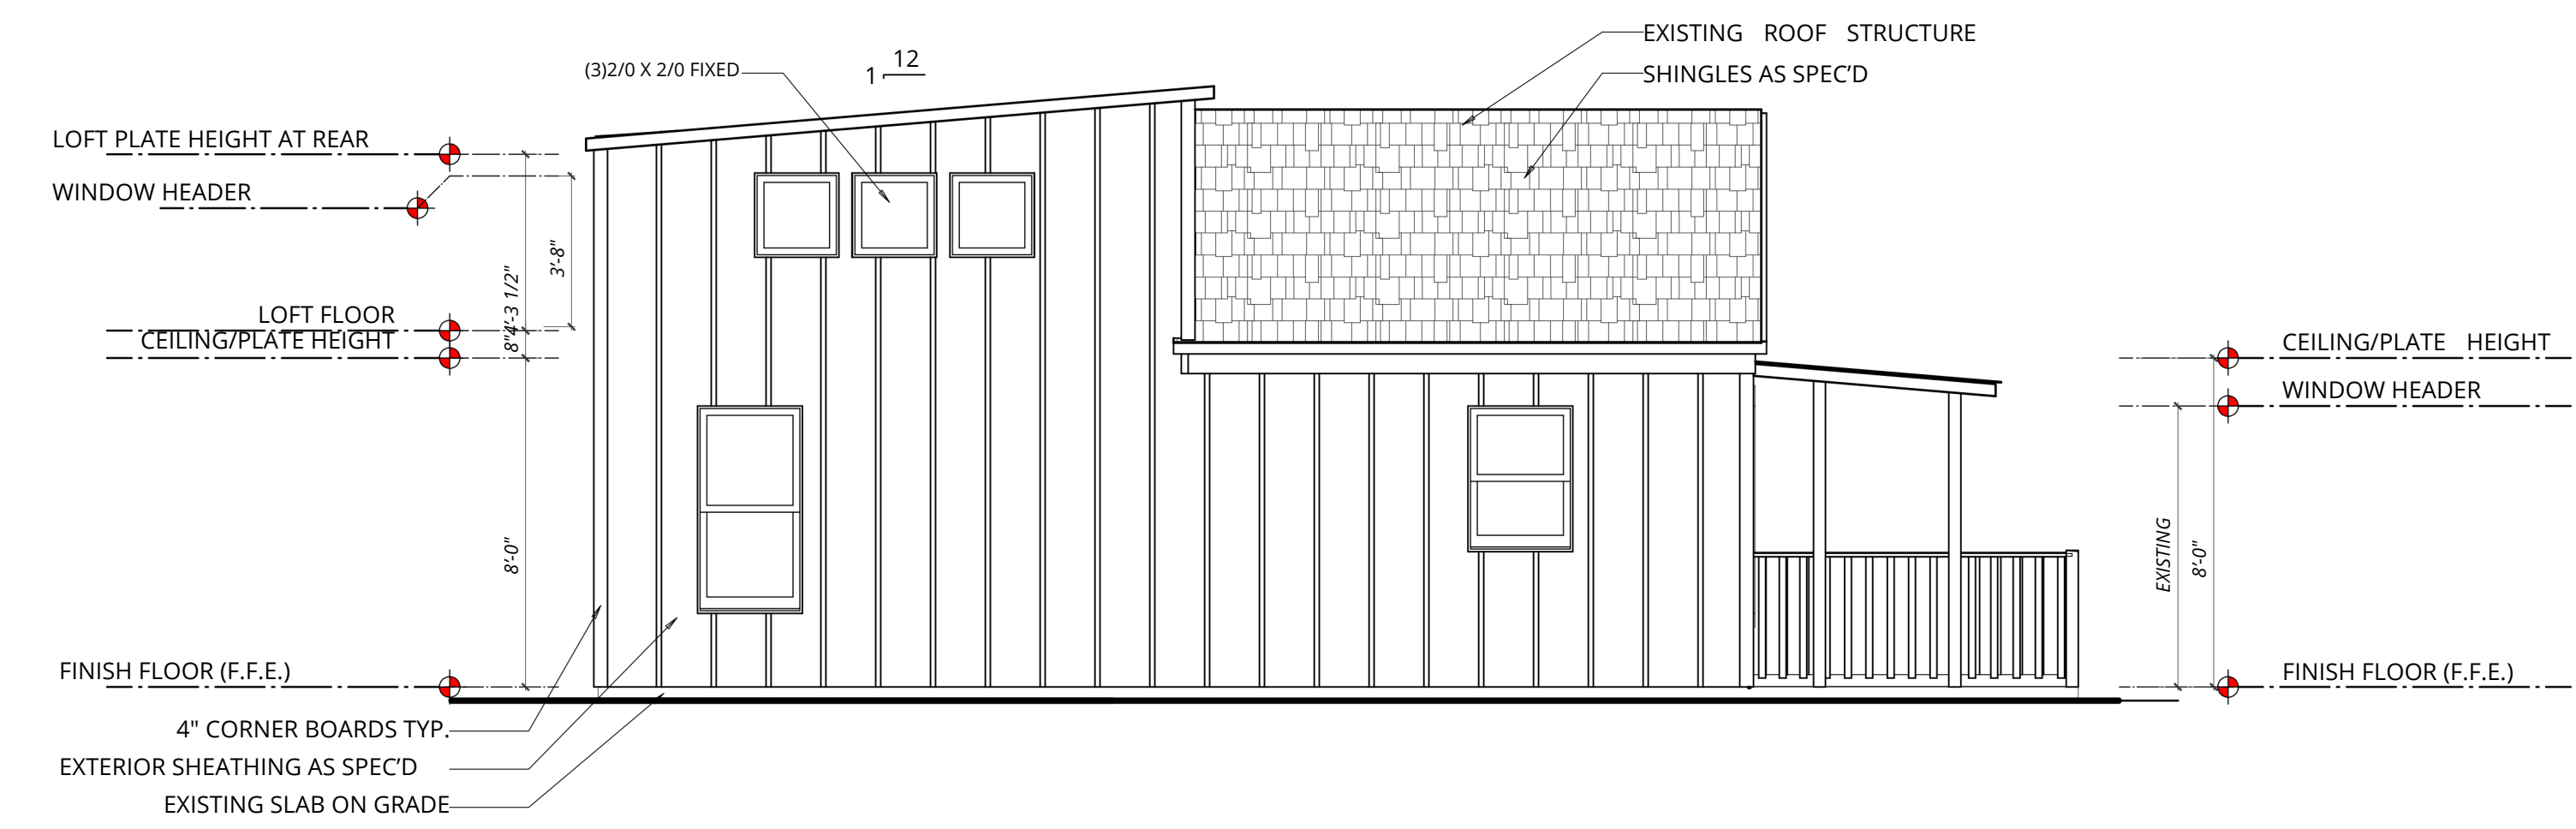 EXISTING ROOF STRUCTURE
12
1
(3)2/0 X 2/0 FIXED
SHINGLES AS SPEC'D
LOFT PLATE HEIGHT AT REAR
WINDOW HEADER
3'-8"
4'-3 1/2"
LOFT FLOOR
8"
CEILING/PLATE HEIGHT
CEILING/PLATE HEIGHT
WINDOW HEADER
8'-0"
EXISTING
8'-0"
FINISH FLOOR (F.F.E.)
FINISH FLOOR (F.F.E.)
4" CORNER BOARDS TYP.
EXTERIOR SHEATHING AS SPEC'D
EXISTING SLAB ON GRADE